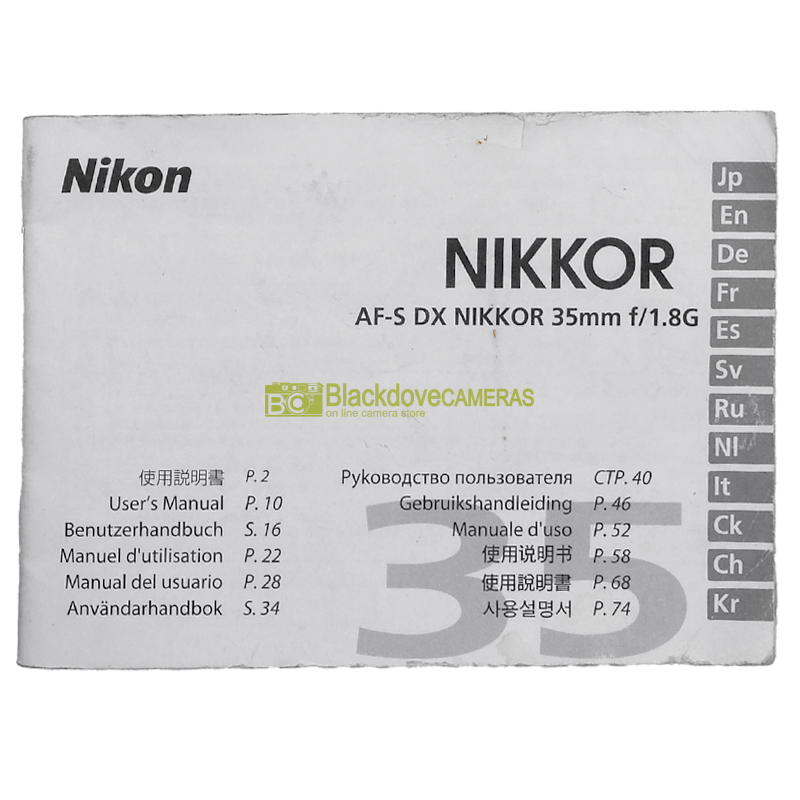 Nikon
NIKKOR
AF-S DX NIKKOR 35mm f/1.8G
Jp
En
De
Fr
Es
Sv
Ru
Nl
It
Ck
Ch
Kr
BC
BlackdoveCAMERAS
on line camera store
使用説明書 P. 2
User's Manual P. 10
Benutzerhandbuch S. 16
Manuel d'utilisation P. 22
Manual del usuario P. 28
Användarhandbok S. 34
Руководство пользователя СТР. 40
Gebruikshandleiding P. 46
Manuale d'uso P. 52
使用说明书 P. 58
使用說明書 P. 68
사용설명서 P. 74
35